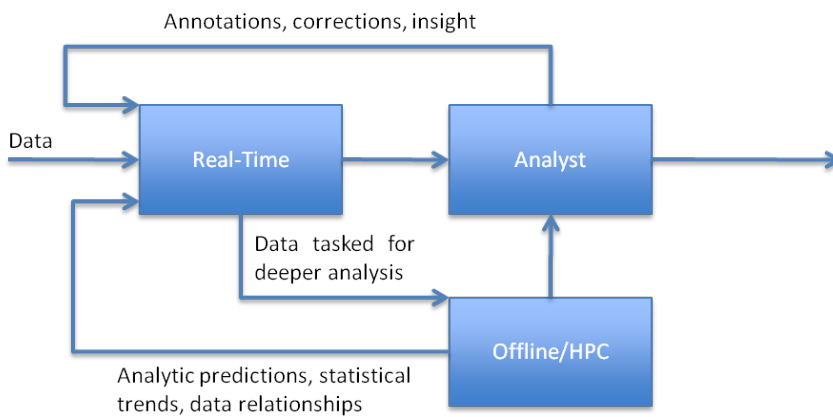 Annotations, corrections, insight
Data
Real-Time
Analyst
Data tasked for
deeper analysis
Offline/HPC
Analytic predictions, statistical
trends, data relationships